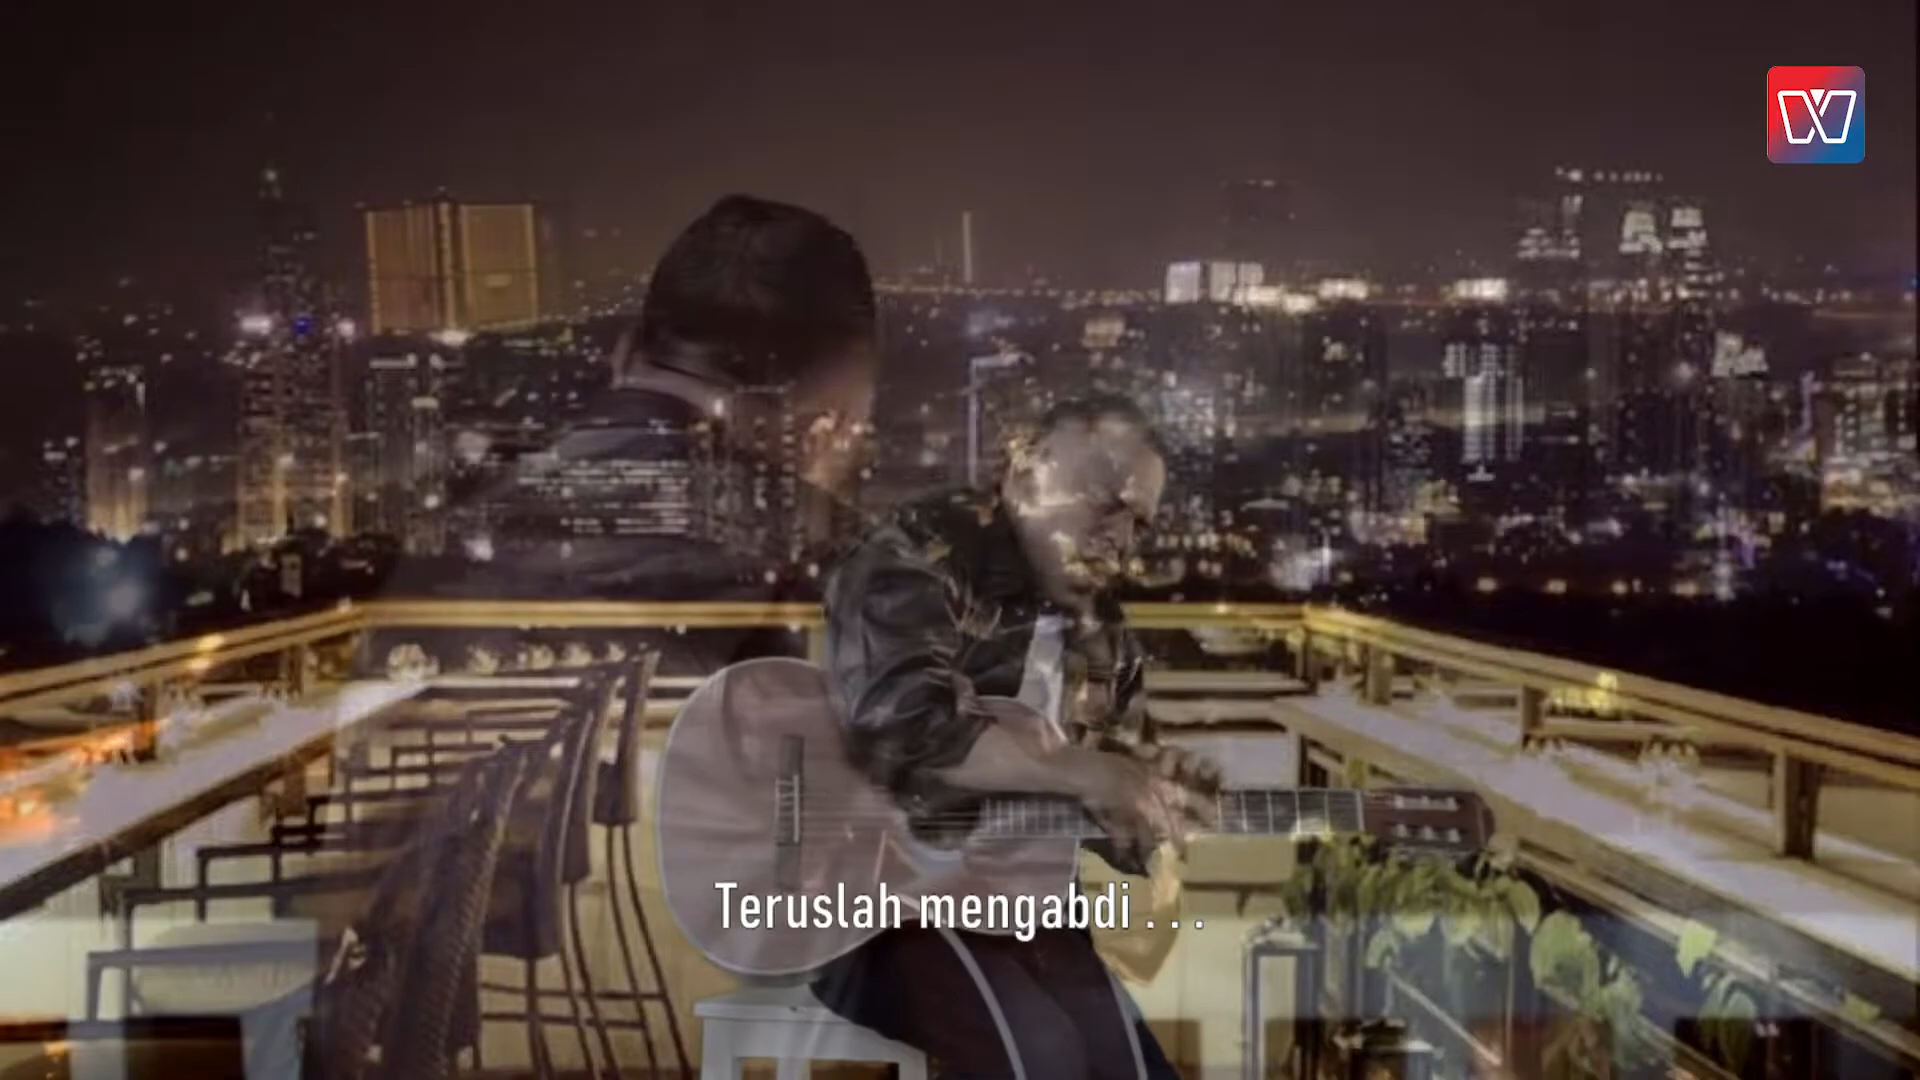 Teruslah mengabdi . . .